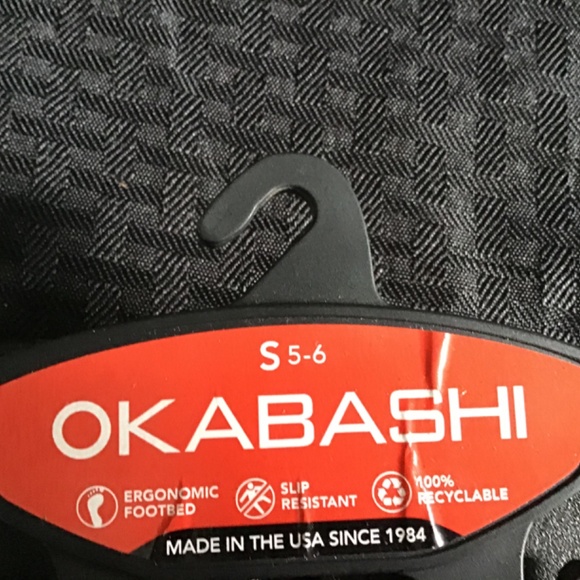 S 5-6
OKABASHI
ERGONOMIC FOOTBED
SLIP RESISTANT
100% RECYCLABLE
MADE IN THE USA SINCE 1984